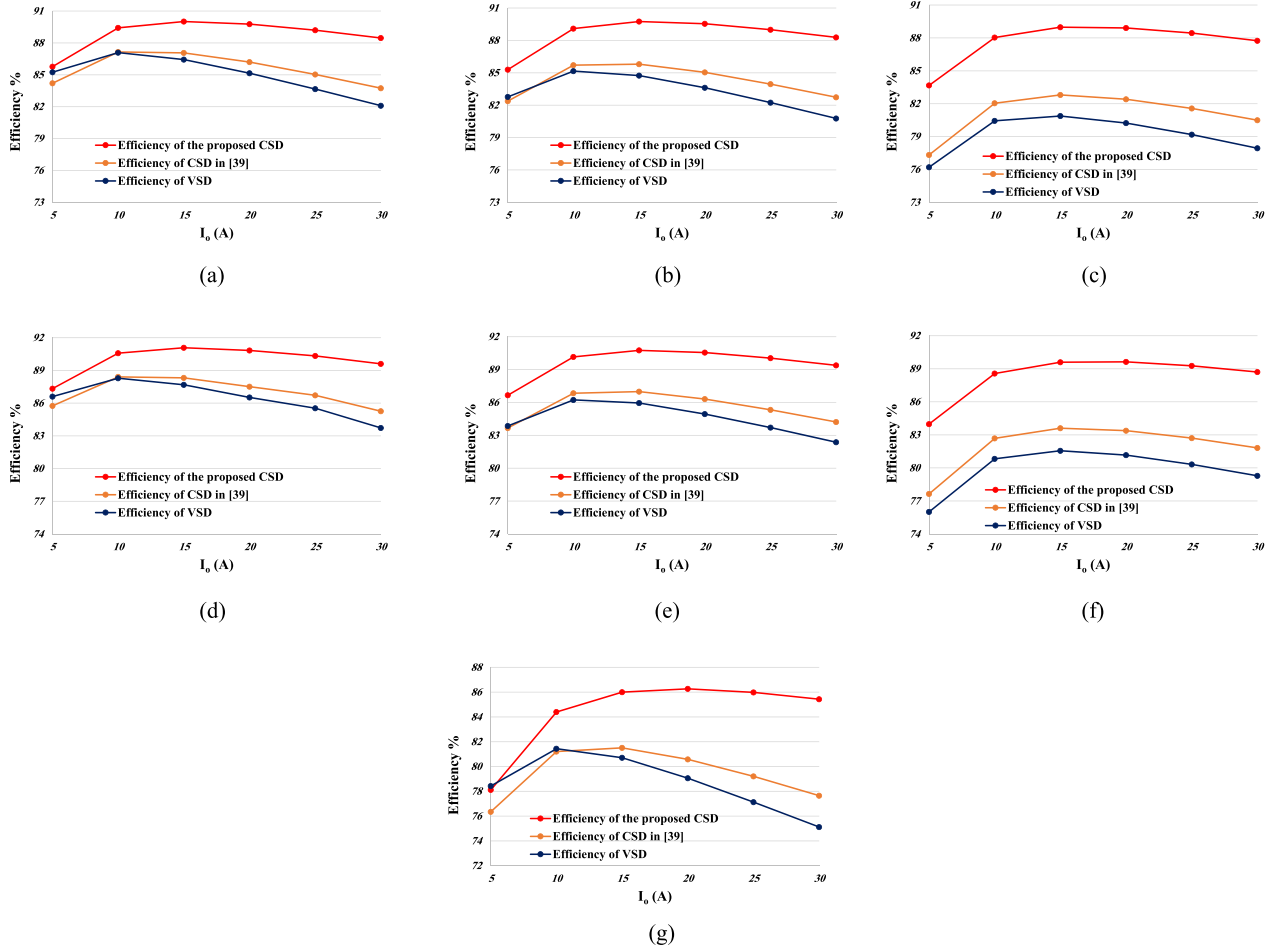 91
88
85
82
79
76
73
Efficiency %
Efficiency of the proposed CSD
Efficiency of CSD in [39]
Efficiency of VSD
5 10 15 20 25 30
Io (A)
(a)
91
88
85
82
79
76
73
Efficiency %
Efficiency of the proposed CSD
Efficiency of CSD in [39]
Efficiency of VSD
5 10 15 20 25 30
Io (A)
(b)
91
88
85
82
79
76
73
Efficiency %
Efficiency of the proposed CSD
Efficiency of CSD in [39]
Efficiency of VSD
5 10 15 20 25 30
Io (A)
(c)
92
89
86
83
80
77
74
Efficiency %
Efficiency of the proposed CSD
Efficiency of CSD in [39]
Efficiency of VSD
5 10 15 20 25 30
Io (A)
(d)
92
89
86
83
80
77
74
Efficiency %
Efficiency of the proposed CSD
Efficiency of CSD in [39]
Efficiency of VSD
5 10 15 20 25 30
Io (A)
(e)
92
89
86
83
80
77
74
Efficiency %
Efficiency of the proposed CSD
Efficiency of CSD in [39]
Efficiency of VSD
5 10 15 20 25 30
Io (A)
(f)
88
86
84
82
80
78
76
74
72
Efficiency %
Efficiency of the proposed CSD
Efficiency of CSD in [39]
Efficiency of VSD
5 10 15 20 25 30
Io (A)
(g)